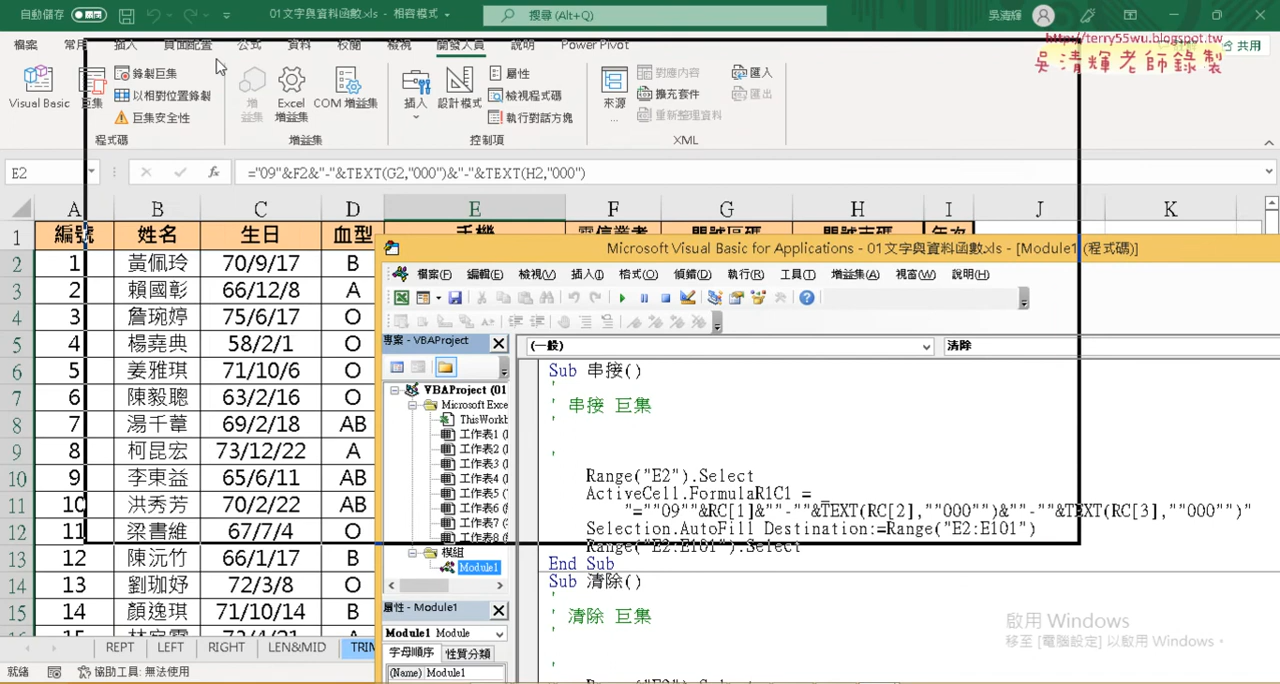 自動儲存 01文字與資料函數.xls - 相容模式 搜尋 (Alt+Q) 吳清輝
http://terry55wu.blogspot.tw
吳清輝老師錄製
檔案 常用 插入 頁面配置 公式 資料 校閱 檢視 開發人員 說明 Power Pivot 共用
Visual Basic 巨集 錄製巨集 以相對位置錄製 巨集安全性 程式碼
增益集 Excel 增益集 COM 增益集 增益集
插入 設計模式 屬性 檢視程式碼 執行對話方塊 控制項
來源... 對應內容 擴充套件 重新整理資料 匯入 匯出 XML
E2 ="09"&F2&"-"&TEXT(G2,"000")&"-"&TEXT(H2,"000")
A B C D E F G H I J K
1 編號 姓名 生日 血型
2 1 黃佩玲 70/9/17 B
3 2 賴國彰 66/12/8 A
4 3 詹琬婷 75/6/17 O
5 4 楊堯典 58/2/1 O
6 5 姜雅琪 71/10/6 O
7 6 陳毅聰 63/2/16 O
8 7 湯千葦 69/2/18 AB
9 8 柯昆宏 73/12/22 A
10 9 李東益 65/6/11 AB
11 10 洪秀芳 70/2/22 AB
12 11 梁書維 67/7/4 O
13 12 陳沅竹 66/1/17 B
14 13 劉珈妤 72/3/8 O
15 14 顏逸琪 71/10/14 B
REPT LEFT RIGHT LEN&MID TRIM
就緒 協助工具: 無法使用
Microsoft Visual Basic for Applications - 01文字與資料函數.xls - [Module1 (程式碼)]
檔案(F) 編輯(E) 檢視(V) 插入(I) 格式(O) 偵錯(D) 執行(R) 工具(T) 增益集(A) 視窗(W) 說明(H)
專案 - VBAProject
VBAProject (01
Microsoft Exce
ThisWorkb
工作表1 (
工作表2 (
工作表3 (
工作表4 (
工作表5 (
工作表6 (
工作表7 (
工作表8 (
模組
Module1
屬性 - Module1
Module1 Module
字母順序 性質分類
(Name) Module1
(一般) 清除
Sub 串接()
'
' 串接 巨集
'
'
Range("E2").Select
ActiveCell.FormulaR1C1 = _
"=""09""&RC[1]&""-""&TEXT(RC[2],""000"")&""-""&TEXT(RC[3],""000"")"
Selection.AutoFill Destination:=Range("E2:E101")
Range("E2:E101").Select
End Sub
Sub 清除()
'
' 清除 巨集
'
'
啟用 Windows
移至 [電腦設定] 以啟用 Windows。